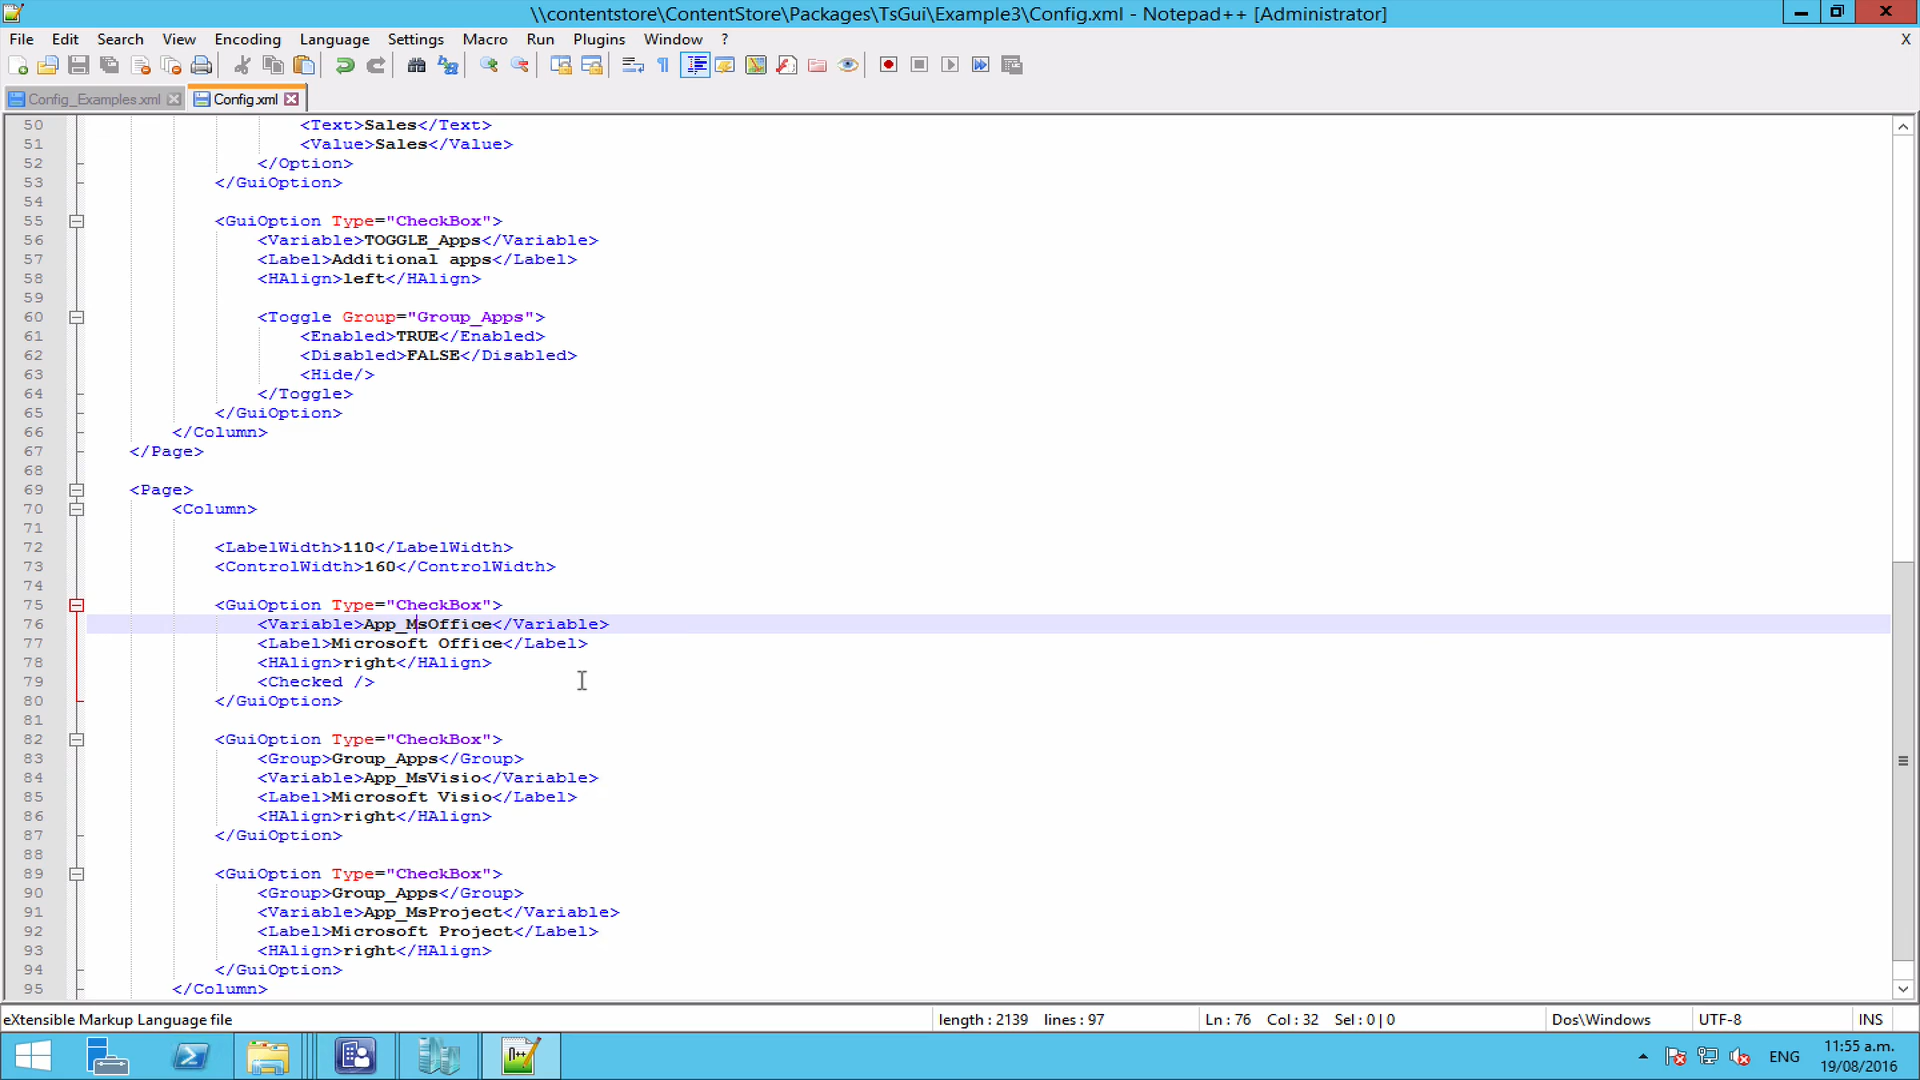 \\contentstore\ContentStore\Packages\TsGui\Example3\Config.xml - Notepad++ [Administrator]
File Edit Search View Encoding Language Settings Macro Run Plugins Window ? X
Config_Examples.xml Config.xml
50 <Text>Sales</Text>
51 <Value>Sales</Value>
52 </Option>
53 </GuiOption>
54
55 <GuiOption Type="CheckBox">
56 <Variable>TOGGLE_Apps</Variable>
57 <Label>Additional apps</Label>
58 <HAlign>left</HAlign>
59
60 <Toggle Group="Group_Apps">
61 <Enabled>TRUE</Enabled>
62 <Disabled>FALSE</Disabled>
63 <Hide/>
64 </Toggle>
65 </GuiOption>
66 </Column>
67 </Page>
68
69 <Page>
70 <Column>
71
72 <LabelWidth>110</LabelWidth>
73 <ControlWidth>160</ControlWidth>
74
75 <GuiOption Type="CheckBox">
76 <Variable>App_MsOffice</Variable>
77 <Label>Microsoft Office</Label>
78 <HAlign>right</HAlign>
79 <Checked />
80 </GuiOption>
81
82 <GuiOption Type="CheckBox">
83 <Group>Group_Apps</Group>
84 <Variable>App_MsVisio</Variable>
85 <Label>Microsoft Visio</Label>
86 <HAlign>right</HAlign>
87 </GuiOption>
88
89 <GuiOption Type="CheckBox">
90 <Group>Group_Apps</Group>
91 <Variable>App_MsProject</Variable>
92 <Label>Microsoft Project</Label>
93 <HAlign>right</HAlign>
94 </GuiOption>
95 </Column>
eXtensible Markup Language file length : 2139 lines : 97 Ln : 76 Col : 32 Sel : 0 | 0 Dos\Windows UTF-8 INS
ENG 11:55 a.m.
19/08/2016